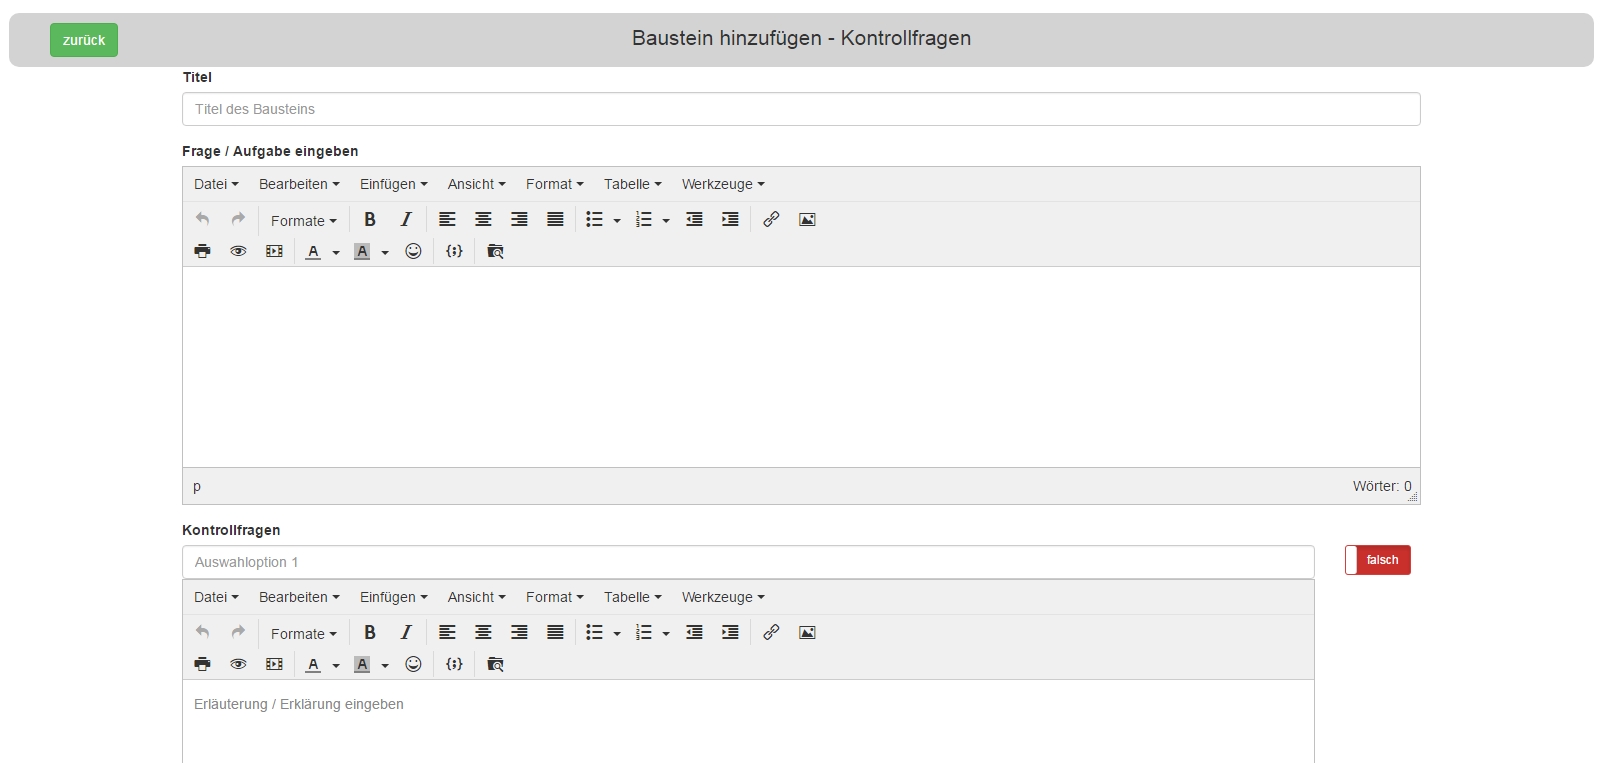 zurück
Baustein hinzufügen - Kontrollfragen
Titel
Titel des Bausteins
Frage / Aufgabe eingeben
Datei Bearbeiten Einfügen Ansicht Format Tabelle Werkzeuge
Formate B I
A A {;}
p Wörter: 0
Kontrollfragen
Auswahloption 1 falsch
Datei Bearbeiten Einfügen Ansicht Format Tabelle Werkzeuge
Formate B I
A A {;}
Erläuterung / Erklärung eingeben